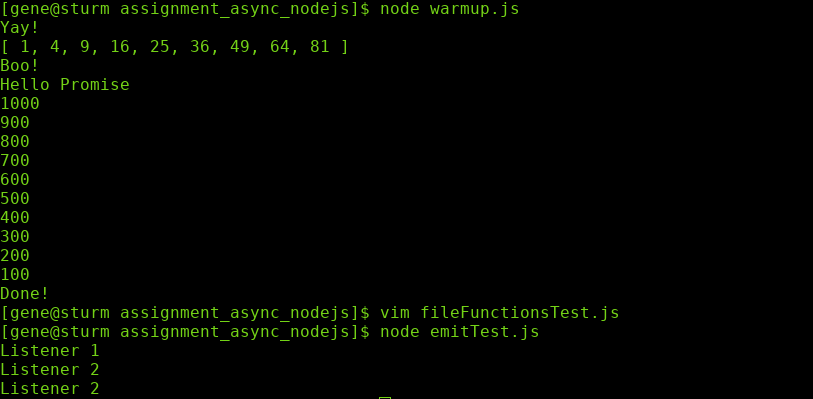 [gene@sturm assignment_async_nodejs]$ node warmup.js
Yay!
[ 1, 4, 9, 16, 25, 36, 49, 64, 81 ]
Boo!
Hello Promise
1000
900
800
700
600
500
400
300
200
100
Done!
[gene@sturm assignment_async_nodejs]$ vim fileFunctionsTest.js
[gene@sturm assignment_async_nodejs]$ node emitTest.js
Listener 1
Listener 2
Listener 2